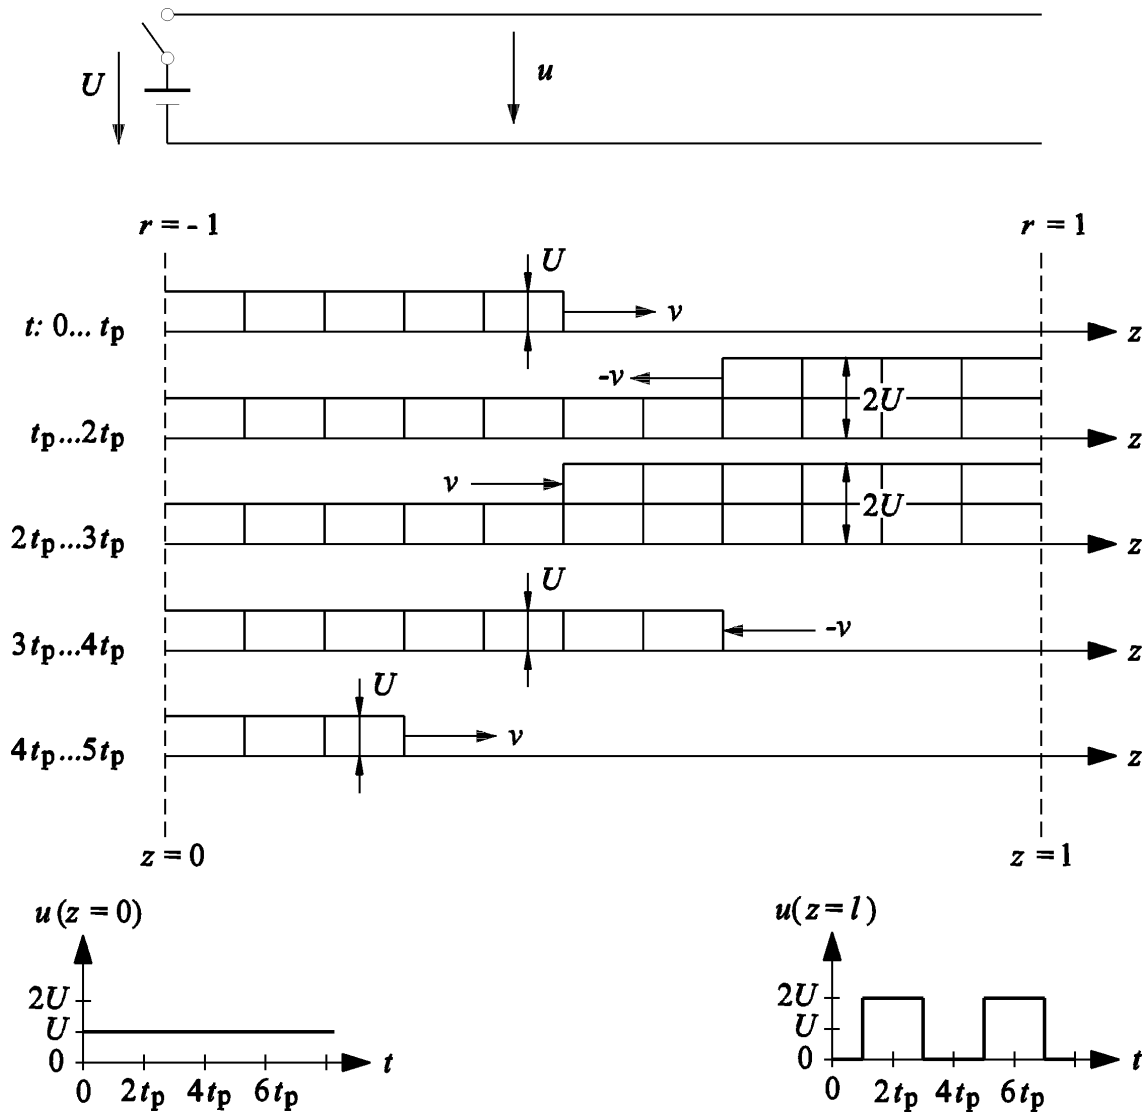 U
u
r = - 1
r = 1
U
v
t: 0... tp
z
-v
2U
tp...2tp
z
v
2U
2tp...3tp
z
U
-v
3tp...4tp
z
U
v
4tp...5tp
z
z = 0
z = l
u(z = 0)
2U
U
0
0 2tp 4tp 6tp
t
u(z = l)
2U
U
0
0 2tp 4tp 6tp
t